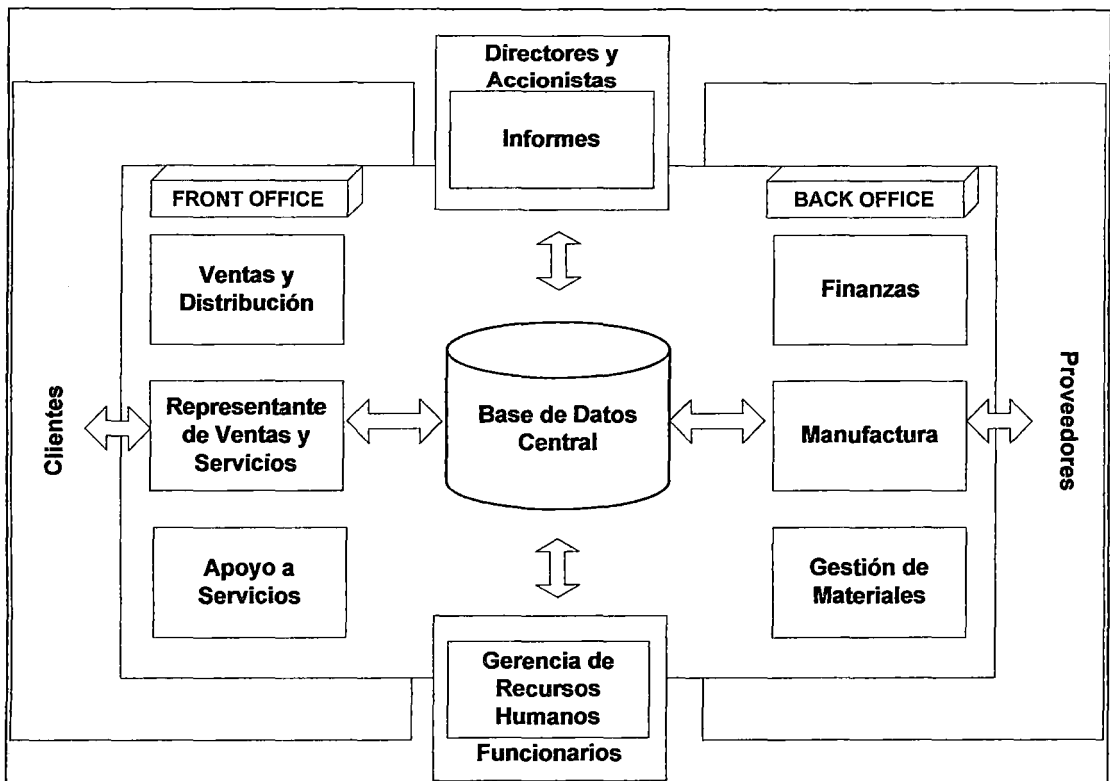 Directores y
Accionistas
Informes
FRONT OFFICE
BACK OFFICE
Ventas y
Distribución
Finanzas
Clientes
Representante
de Ventas y
Servicios
Base de Datos
Central
Manufactura
Proveedores
Apoyo a
Servicios
Gestión de
Materiales
Gerencia de
Recursos
Humanos
Funcionarios